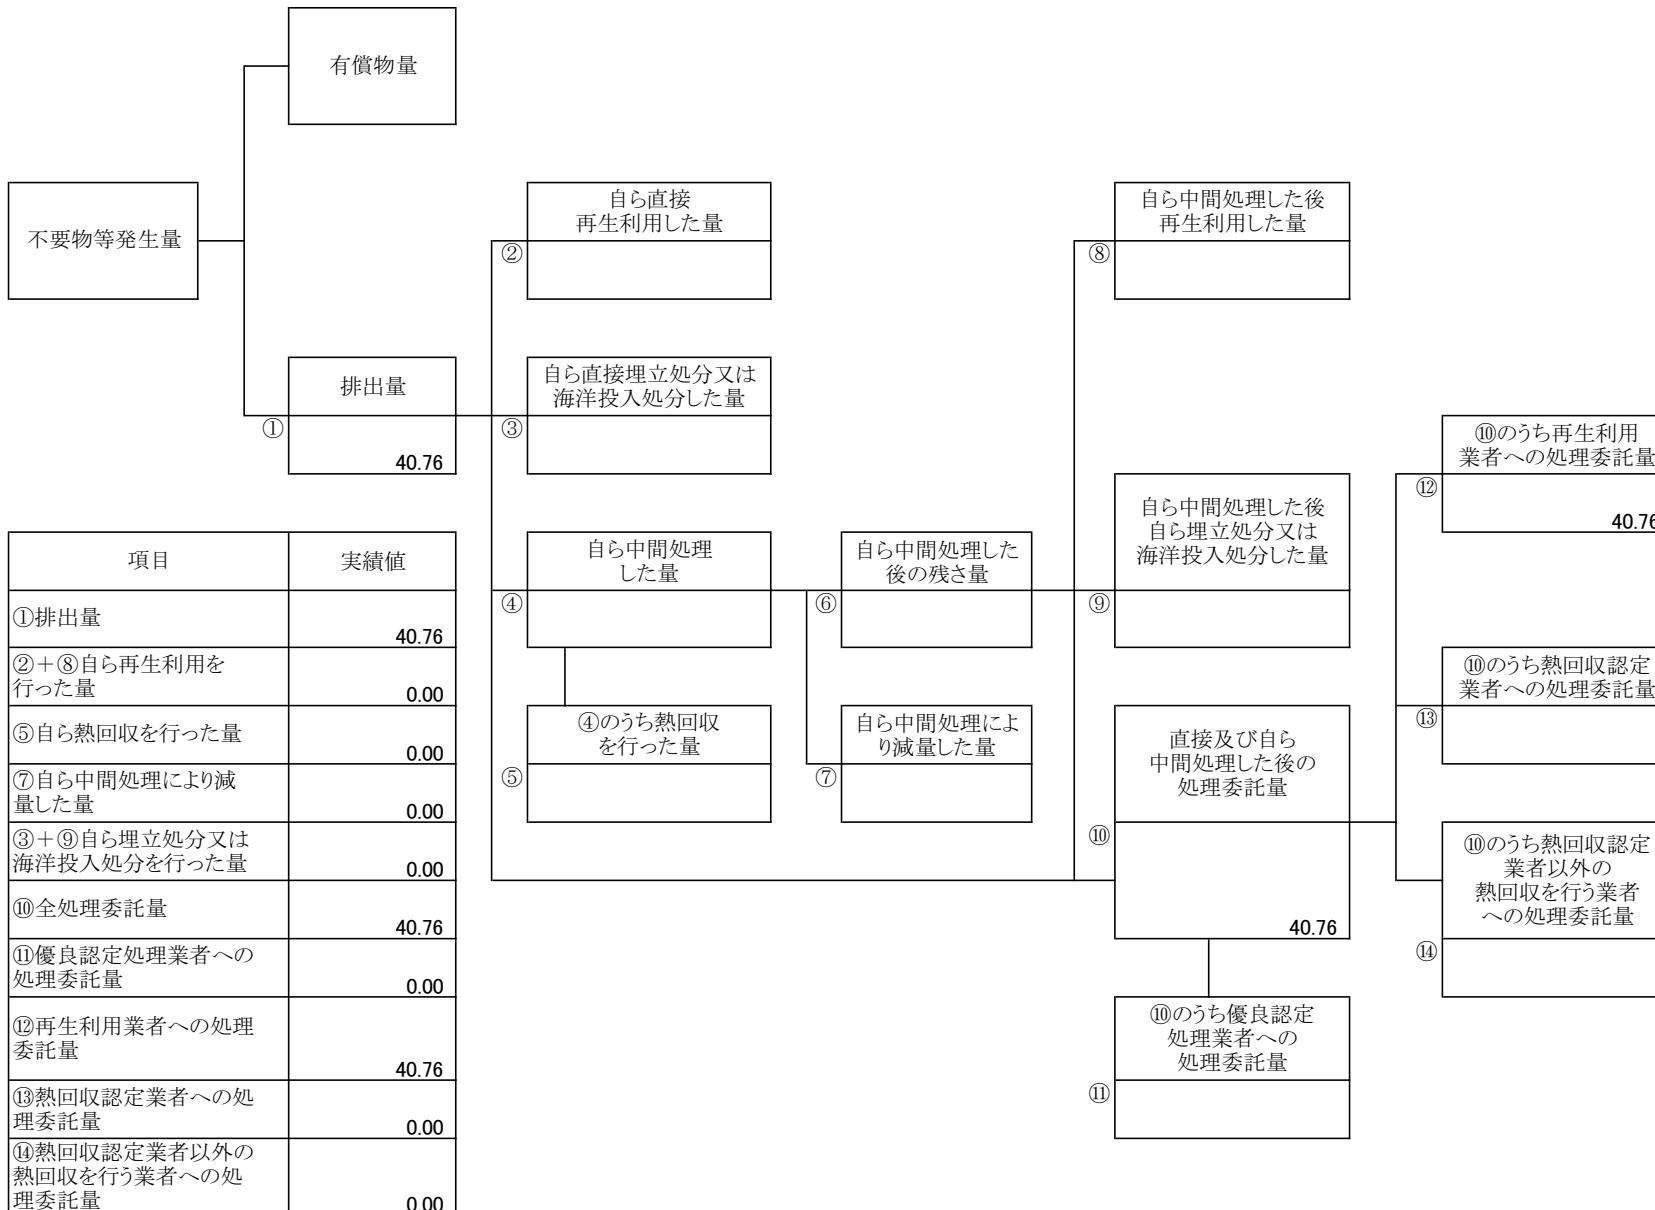 有償物量
不要物等発生量
自ら直接
再生利用した量
②
自ら中間処理した後
再生利用した量
⑧
排出量
①
40.76
自ら直接埋立処分又は
海洋投入処分した量
③
⑩のうち再生利用
業者への処理委託量
⑫
40.76
自ら中間処理した後
自ら埋立処分又は
海洋投入処分した量
⑨
自ら中間処理
した量
④
自ら中間処理した
後の残さ量
⑥
④のうち熱回収
を行った量
⑤
自ら中間処理によ
り減量した量
⑦
直接及び自ら
中間処理した後の
処理委託量
⑩
40.76
⑩のうち熱回収認定
業者への処理委託量
⑬
⑩のうち熱回収認定
業者以外の
熱回収を行う業者
への処理委託量
⑭
⑩のうち優良認定
処理業者への
処理委託量
⑪
項目
実績値
①排出量
40.76
②+⑧自ら再生利用を
行った量
0.00
⑤自ら熱回収を行った量
0.00
⑦自ら中間処理により減
量した量
0.00
③+⑨自ら埋立処分又は
海洋投入処分を行った量
0.00
⑩全処理委託量
40.76
⑪優良認定処理業者への
処理委託量
0.00
⑫再生利用業者への処理
委託量
40.76
⑬熱回収認定業者への処
理委託量
0.00
⑭熱回収認定業者以外の
熱回収を行う業者への処
理委託量
0.00